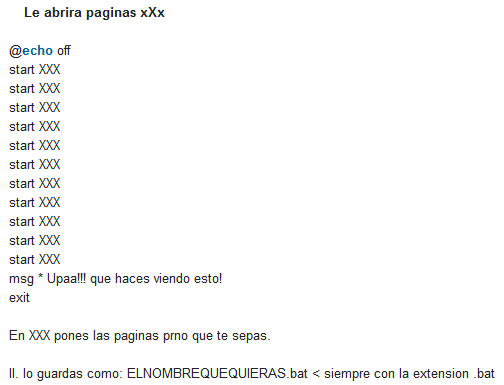 Le abrira paginas xXx
@echo off
start XXX
start XXX
start XXX
start XXX
start XXX
start XXX
start XXX
start XXX
start XXX
start XXX
start XXX
msg * Upaa!!! que haces viendo esto!
exit
En XXX pones las paginas prno que te sepas.
II. lo guardas como: ELNOMBREQUEQUIERAS.bat < siempre con la extension .bat